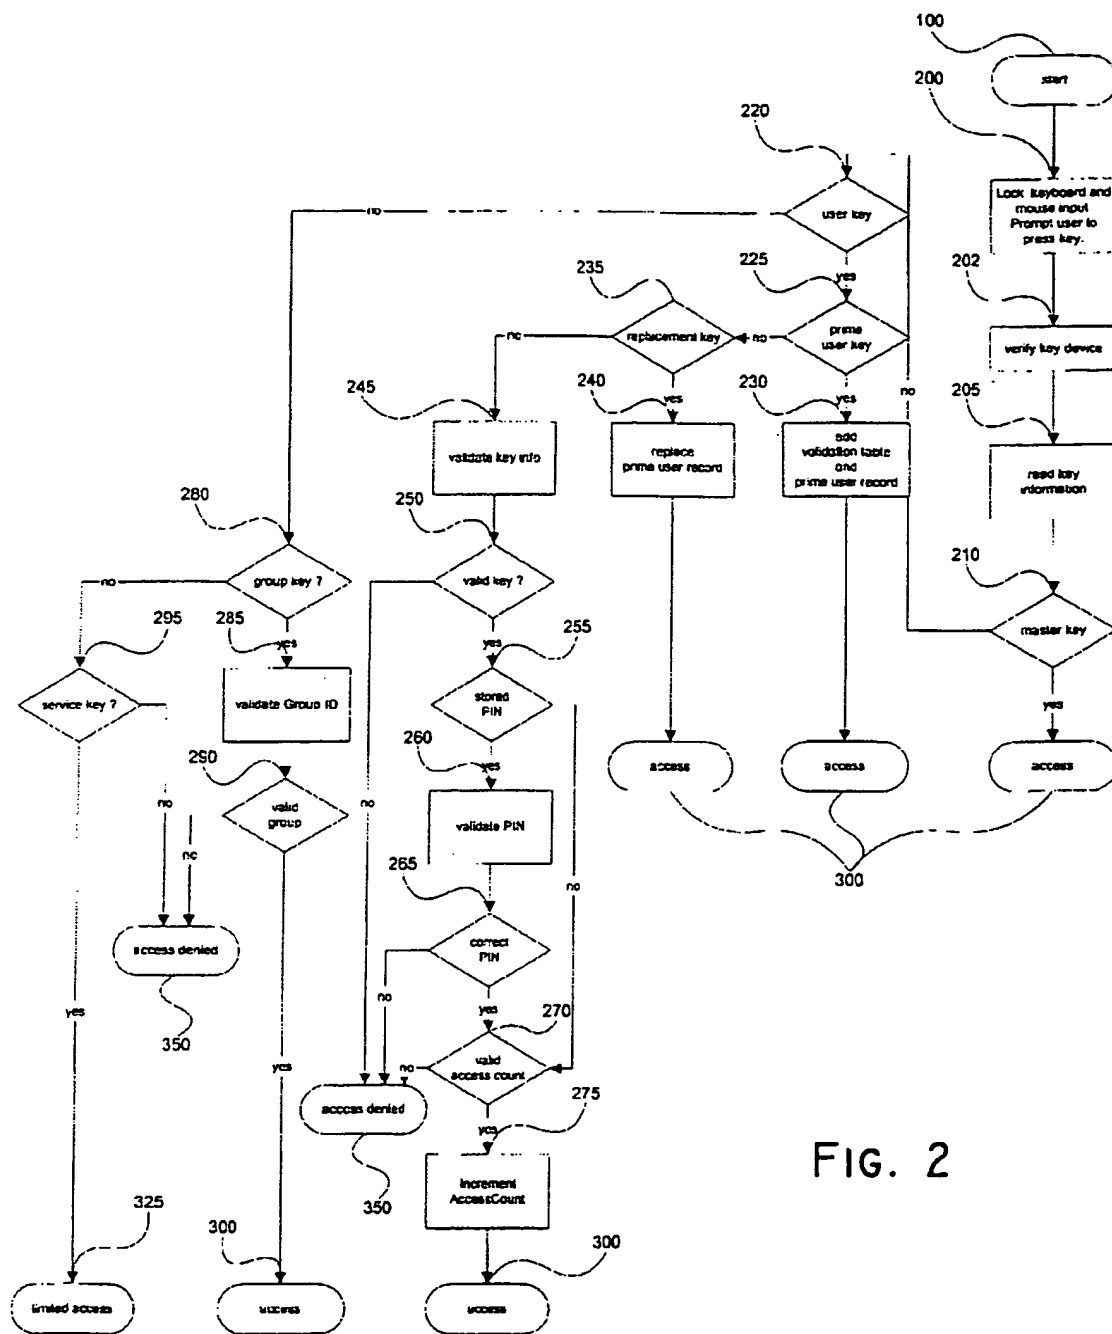 100
start
200
Lock keyboard and
mouse input
Prompt user to
press key.
202
verify key device
205
read key
information
210
master key
yes
access
no
220
user key
no
yes
225
prime
user key
no
yes
230
add
validation table
and
prime user record
access
235
replacement key
no
yes
240
replace
prime user record
access
300
245
validate key info
250
valid key ?
no
yes
255
stored
PIN
no
yes
260
validate PIN
265
correct
PIN
no
yes
270
valid
access count
no
yes
access denied
350
275
Increment
AccessCount
300
access
280
group key ?
no
yes
285
validate Group ID
290
valid
group
no
yes
300
access
295
service key ?
no
yes
access denied
350
325
limited access
FIG. 2